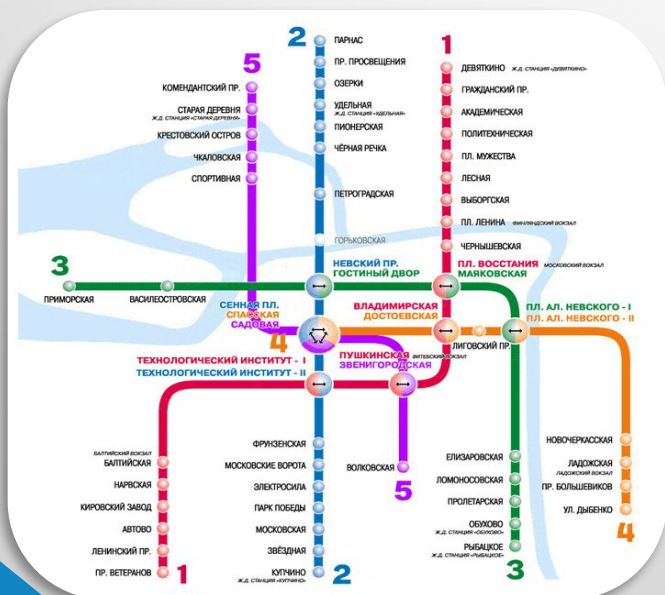 2
ПАРНАС
ПР. ПРОСВЕЩЕНИЯ
ОЗЕРКИ
УДЕЛЬНАЯ
Ж.Д. СТАНЦИЯ «УДЕЛЬНАЯ»
ПИОНЕРСКАЯ
ЧЁРНАЯ РЕЧКА
ПЕТРОГРАДСКАЯ
ГОРЬКОВСКАЯ
1
ДЕВЯТКИНО Ж.Д. СТАНЦИЯ «ДЕВЯТКИНО»
ГРАЖДАНСКИЙ ПР.
АКАДЕМИЧЕСКАЯ
ПОЛИТЕХНИЧЕСКАЯ
ПЛ. МУЖЕСТВА
ЛЕСНАЯ
ВЫБОРГСКАЯ
ПЛ. ЛЕНИНА ФИНЛЯНДСКИЙ ВОКЗАЛ
ЧЕРНЫШЕВСКАЯ
5
КОМЕНДАНТСКИЙ ПР.
СТАРАЯ ДЕРЕВНЯ
Ж.Д. СТАНЦИЯ «СТАРАЯ ДЕРЕВНЯ»
КРЕСТОВСКИЙ ОСТРОВ
ЧКАЛОВСКАЯ
СПОРТИВНАЯ
3
ПРИМОРСКАЯ
ВАСИЛЕОСТРОВСКАЯ
НЕВСКИЙ ПР.
ГОСТИНЫЙ ДВОР
ПЛ. ВОССТАНИЯ МОСКОВСКИЙ ВОКЗАЛ
МАЯКОВСКАЯ
СЕННАЯ ПЛ.
СПАССКАЯ
САДОВАЯ
4
ВЛАДИМИРСКАЯ
ДОСТОЕВСКАЯ
ЛИГОВСКИЙ ПР.
ПЛ. АЛ. НЕВСКОГО - I
ПЛ. АЛ. НЕВСКОГО - II
ТЕХНОЛОГИЧЕСКИЙ ИНСТИТУТ - I
ТЕХНОЛОГИЧЕСКИЙ ИНСТИТУТ - II
ПУШКИНСКАЯ ВИТЕБСКИЙ ВОКЗАЛ
ЗВЕНИГОРОДСКАЯ
БАЛТИЙСКИЙ ВОКЗАЛ
БАЛТИЙСКАЯ
НАРВСКАЯ
КИРОВСКИЙ ЗАВОД
АВТОВО
ЛЕНИНСКИЙ ПР.
ПР. ВЕТЕРАНОВ
1
ФРУНЗЕНСКАЯ
МОСКОВСКИЕ ВОРОТА
ЭЛЕКТРОСИЛА
ПАРК ПОБЕДЫ
МОСКОВСКАЯ
ЗВЁЗДНАЯ
КУПЧИНО
Ж.Д. СТАНЦИЯ «КУПЧИНО»
2
ВОЛКОВСКАЯ
5
ЕЛИЗАРОВСКАЯ
ЛОМОНОСОВСКАЯ
ПРОЛЕТАРСКАЯ
ОБУХОВО
Ж.Д. СТАНЦИЯ «ОБУХОВО»
РЫБАЦКОЕ
Ж.Д. СТАНЦИЯ «РЫБАЦКОЕ»
3
НОВОЧЕРКАССКАЯ
ЛАДОЖСКАЯ
ЛАДОЖСКИЙ ВОКЗАЛ
ПР. БОЛЬШЕВИКОВ
УЛ. ДЫБЕНКО
4